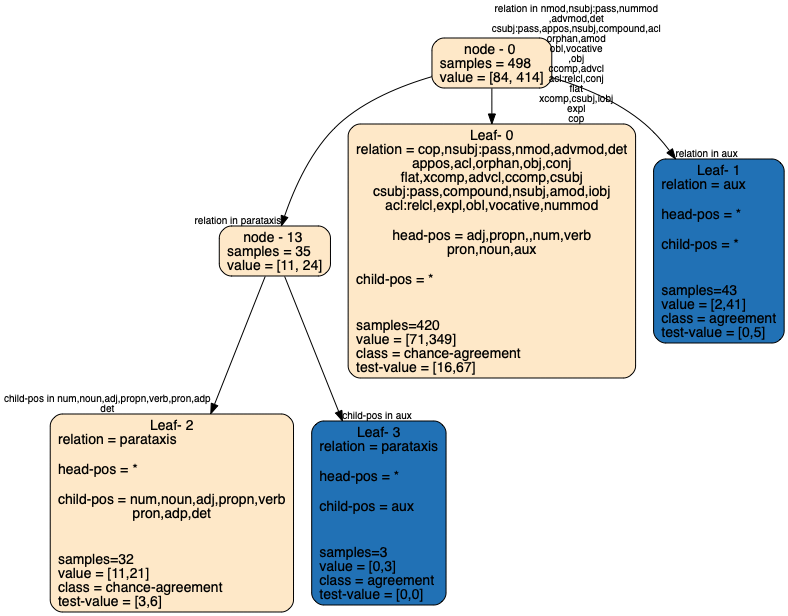 relation in nmod,nsubj:pass,nummod
,advmod,det
csubj:pass,appos,nsubj,compound,acl
orphan,amod
obl,vocative
,obj
ccomp,advcl
acl:relcl,conj
flat
xcomp,csubj,iobj
expl
cop
node - 0
samples = 498
value = [84, 414]
Leaf- 0
relation = cop,nsubj:pass,nmod,advmod,det
appos,acl,orphan,obj,conj
flat,xcomp,advcl,ccomp,csubj
csubj:pass,compound,nsubj,amod,iobj
acl:relcl,expl,obl,vocative,nummod
head-pos = adj,propn,,num,verb
pron,noun,aux
child-pos = *
samples=420
value = [71,349]
class = chance-agreement
test-value = [16,67]
relation in aux
Leaf- 1
relation = aux
head-pos = *
child-pos = *
samples=43
value = [2,41]
class = agreement
test-value = [0,5]
relation in parataxis
node - 13
samples = 35
value = [11, 24]
child-pos in num,noun,adj,propn,verb,pron,adp
det
Leaf- 2
relation = parataxis
head-pos = *
child-pos = num,noun,adj,propn,verb
pron,adp,det
samples=32
value = [11,21]
class = chance-agreement
test-value = [3,6]
child-pos in aux
Leaf- 3
relation = parataxis
head-pos = *
child-pos = aux
samples=3
value = [0,3]
class = agreement
test-value = [0,0]